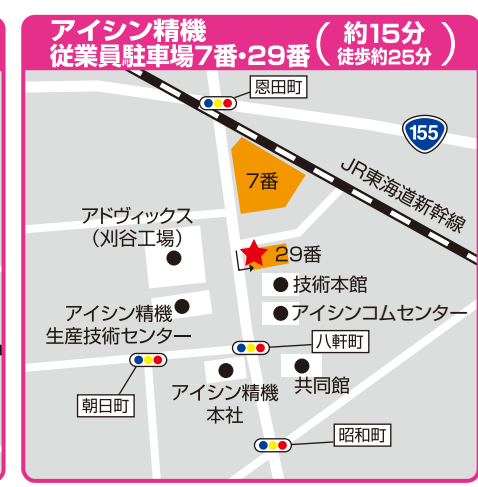 アイシン精機
従業員駐車場7番・29番
(約15分
徒歩約25分)
恩田町
155
JR東海道新幹線
7番
アドヴィックス
(刈谷工場)
29番
技術本館
アイシンコムセンター
アイシン精機
生産技術センター
八軒町
共同館
アイシン精機
本社
朝日町
昭和町